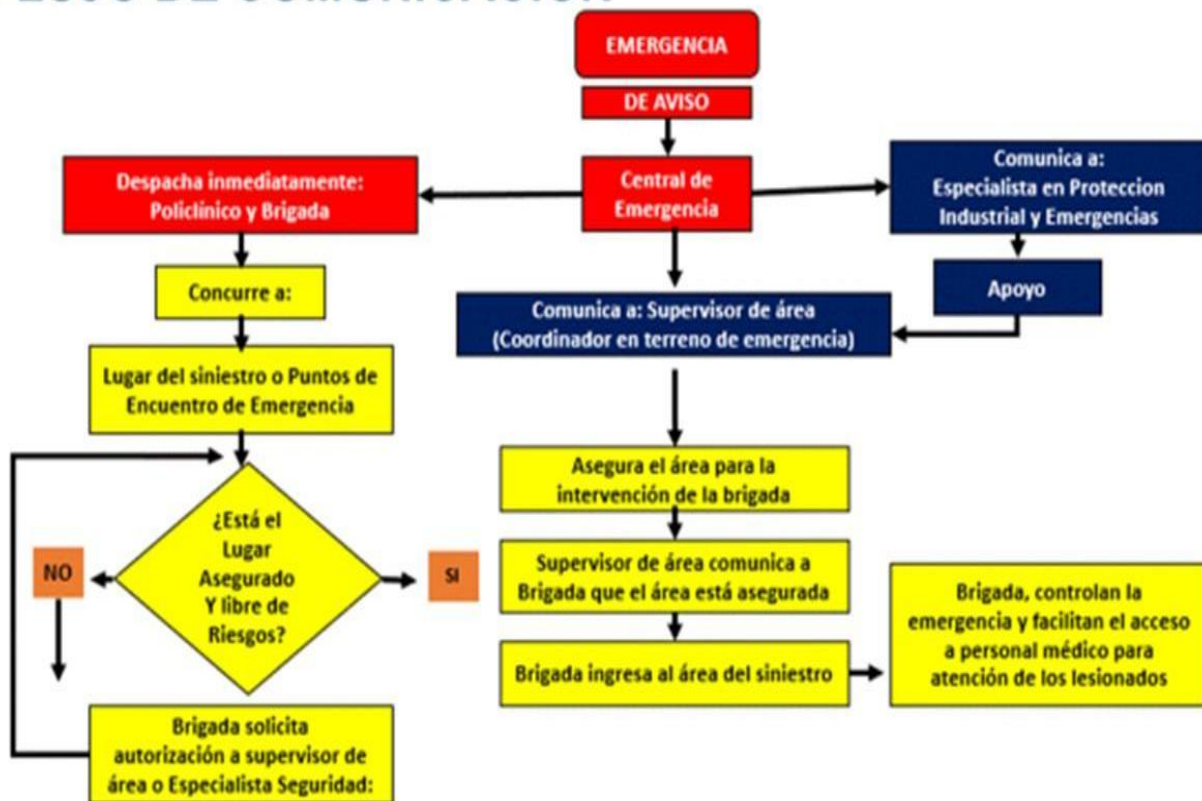 EMERGENCIA
DE AVISO
Central de
Emergencia
Despacha inmediatamente:
Policlínico y Brigada
Comunica a:
Especialista en Proteccion
Industrial y Emergencias
Concurre a:
Apoyo
Comunica a: Supervisor de área
(Coordinador en terreno de emergencia)
Lugar del siniestro o Puntos de
Encuentro de Emergencia
¿Está el
Lugar
Asegurado
Y libre de
Riesgos?
NO
SI
Brigada solicita
autorización a supervisor de
área o Especialista Seguridad:
Asegura el área para la
intervención de la brigada
Supervisor de área comunica a
Brigada que el área está asegurada
Brigada ingresa al área del siniestro
Brigada, controlan la
emergencia y facilitan el acceso
a personal médico para
atención de los lesionados